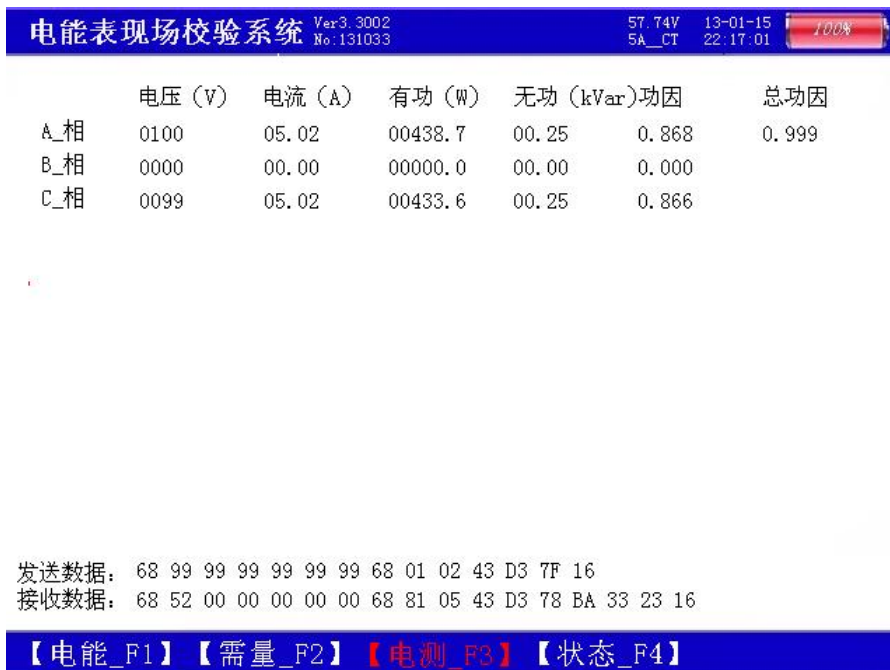 电能表现场校验系统 Ver3.3002 57.74V 13-01-15 100%
No:131033 5A__CT 22:17:01
电压（V） 电流（A） 有功（W） 无功（kVar)功因 总功因
A_相 0100 05.02 00438.7 00.25 0.868 0.999
B_相 0000 00.00 00000.0 00.00 0.000
C_相 0099 05.02 00433.6 00.25 0.866
发送数据： 68 99 99 99 99 99 99 68 01 02 43 D3 7F 16
接收数据： 68 52 00 00 00 00 00 68 81 05 43 D3 78 BA 33 23 16
【电能_F1】【需量_F2】【电测_F3】【状态_F4】